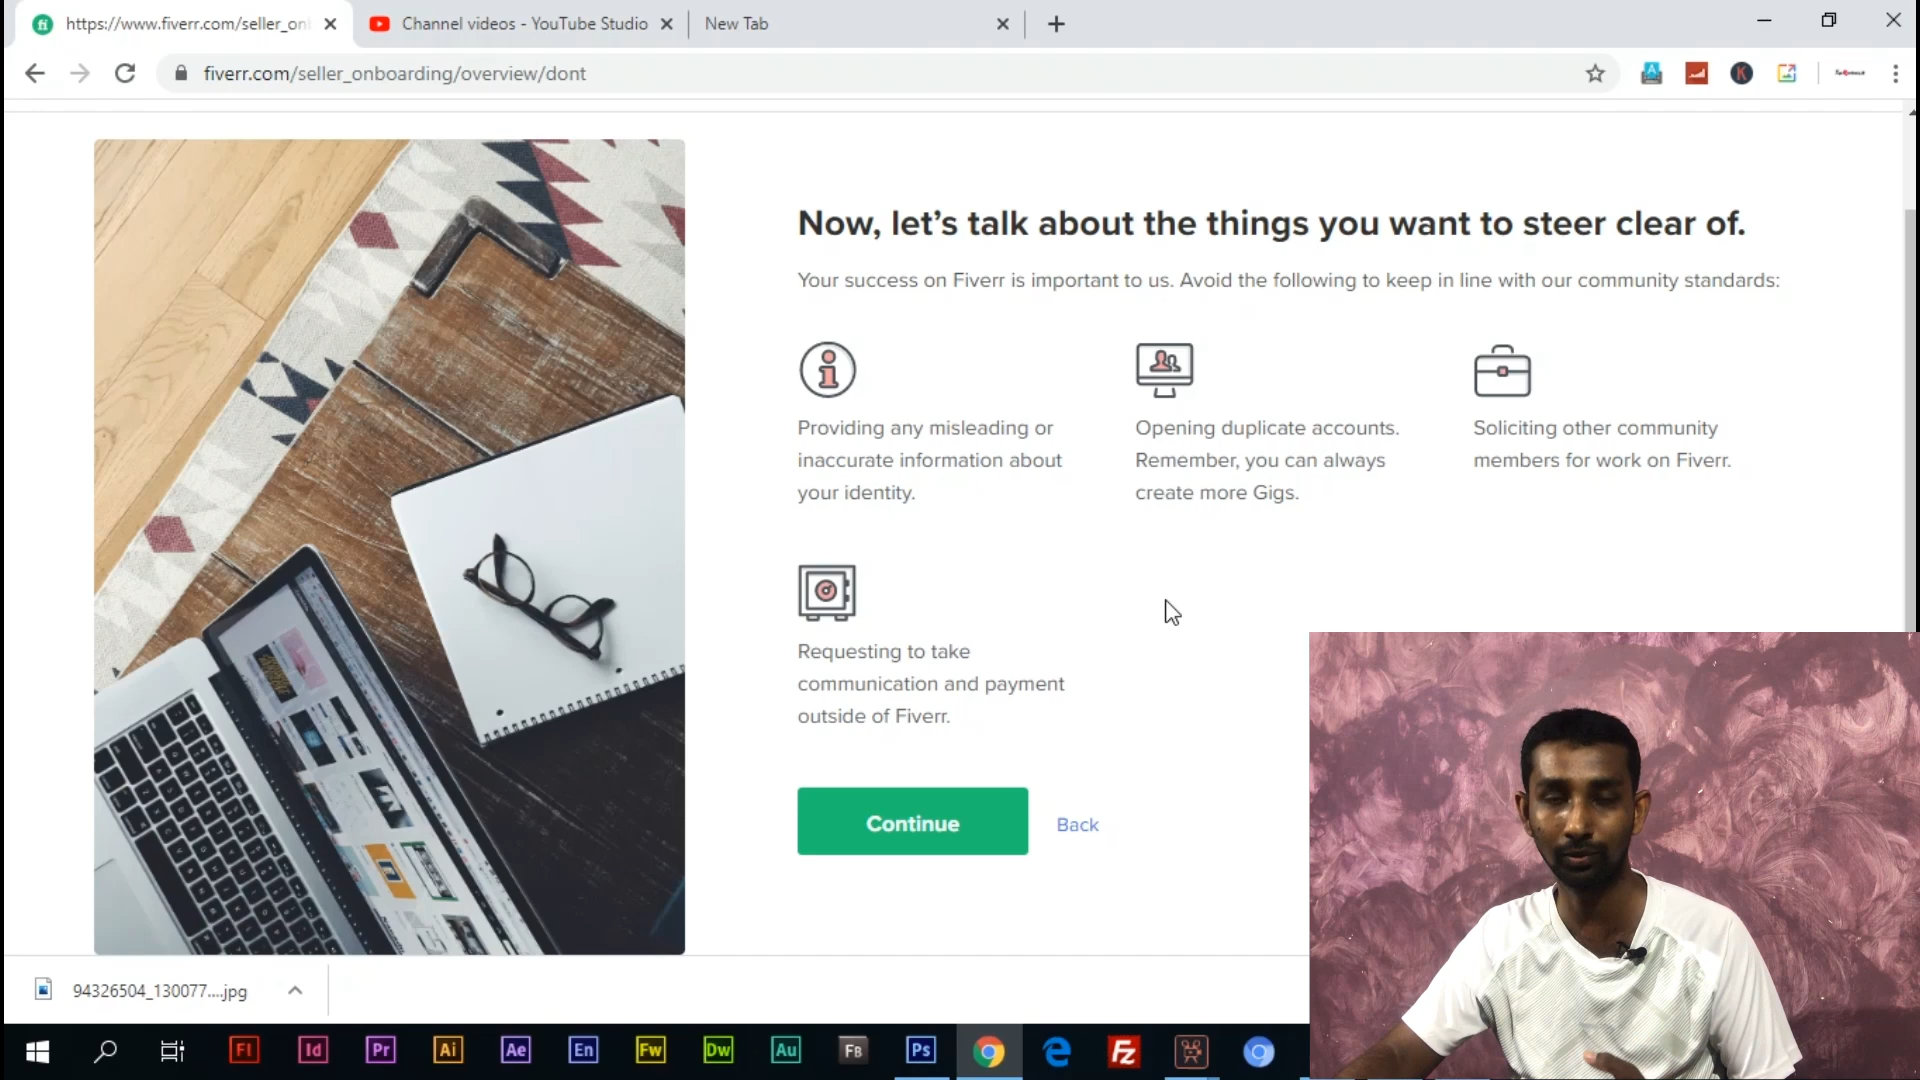 https://www.fiverr.com/seller_on
Channel videos - YouTube Studio
New Tab
fiverr.com/seller_onboarding/overview/dont
Now, let's talk about the things you want to steer clear of.
Your success on Fiverr is important to us. Avoid the following to keep in line with our community standards:
Providing any misleading or
inaccurate information about
your identity.
Opening duplicate accounts.
Remember, you can always
create more Gigs.
Soliciting other community
members for work on Fiverr.
Requesting to take
communication and payment
outside of Fiverr.
Continue
Back
94326504_130077....jpg
Fl
Id
Pr
Ai
Ae
En
Fw
Dw
Au
FB
Ps
Fz